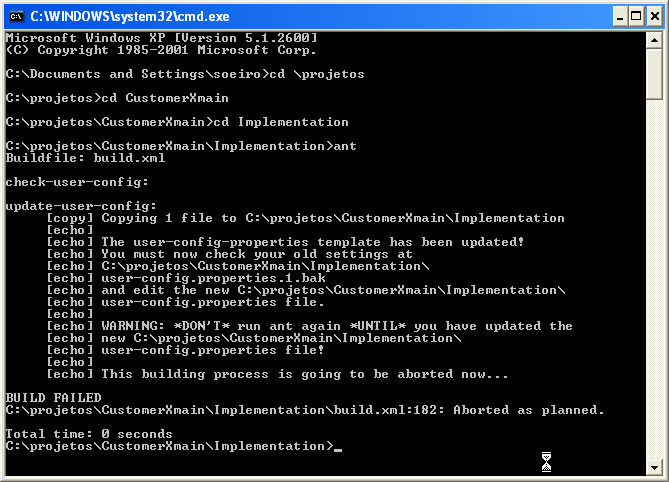 C:\WINDOWS\system32\cmd.exe
Microsoft Windows XP [Version 5.1.2600]
(C) Copyright 1985-2001 Microsoft Corp.
C:\Documents and Settings\soeiro>cd \projetos
C:\projetos>cd CustomerXmain
C:\projetos\CustomerXmain>cd Implementation
C:\projetos\CustomerXmain\Implementation>ant
Buildfile: build.xml
check-user-config:
update-user-config:
[copy] Copying 1 file to C:\projetos\CustomerXmain\Implementation
[echo]
[echo] The user-config-properties template has been updated!
[echo] You must now check your old settings at
[echo] C:\projetos\CustomerXmain\Implementation\
[echo] user-config.properties.1.bak
[echo] and edit the new C:\projetos\CustomerXmain\Implementation\
[echo] user-config.properties file.
[echo]
[echo] WARNING: *DON'T* run ant again *UNTIL* you have updated the
[echo] new C:\projetos\CustomerXmain\Implementation\
[echo] user-config.properties file!
[echo]
[echo] This building process is going to be aborted now...
BUILD FAILED
C:\projetos\CustomerXmain\Implementation\build.xml:182: Aborted as planned.
Total time: 0 seconds
C:\projetos\CustomerXmain\Implementation>_